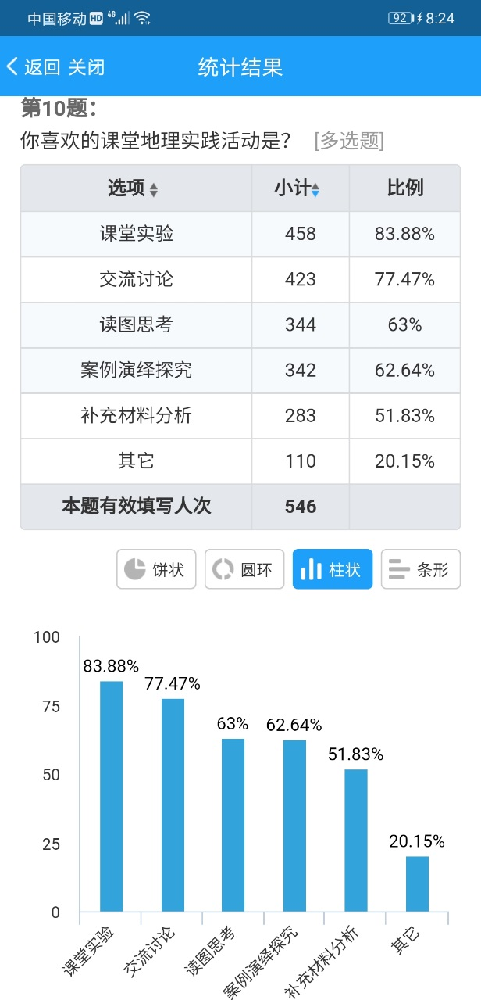 中国移动 HD 4G 92 8:24
返回 关闭 统计结果
第10题：
你喜欢的课堂地理实践活动是？ [多选题]
选项 小计 比例
课堂实验 458 83.88%
交流讨论 423 77.47%
读图思考 344 63%
案例演绎探究 342 62.64%
补充材料分析 283 51.83%
其它 110 20.15%
本题有效填写人次 546
饼状 圆环 柱状 条形
100
83.88%
77.47%
75
63%
62.64%
51.83%
50
25
20.15%
0
课堂实验
交流讨论
读图思考
案例演绎探究
补充材料分析
其它